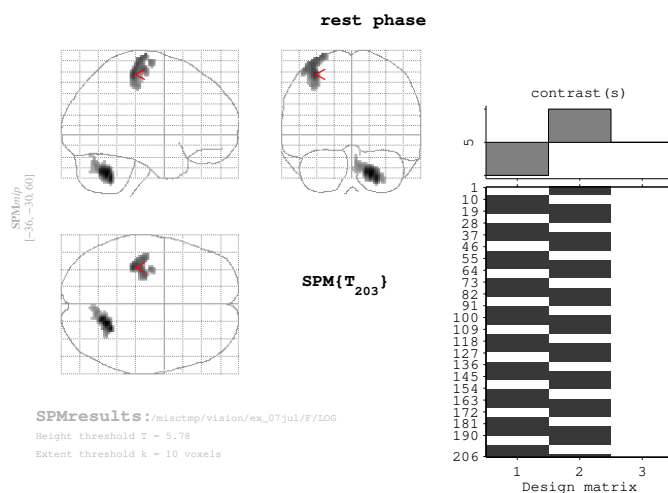 rest phase
contrast(s)
5
SPMmip
[-36, -30, 60]
SPM{T203}
1
10
19
28
37
46
55
64
73
82
91
100
109
118
127
136
145
154
163
172
181
190
206
1 2 3
Design matrix
SPMresults: /misctmp/vision/ex_07jul/F/LOG
Height threshold T = 5.78
Extent threshold k = 10 voxels